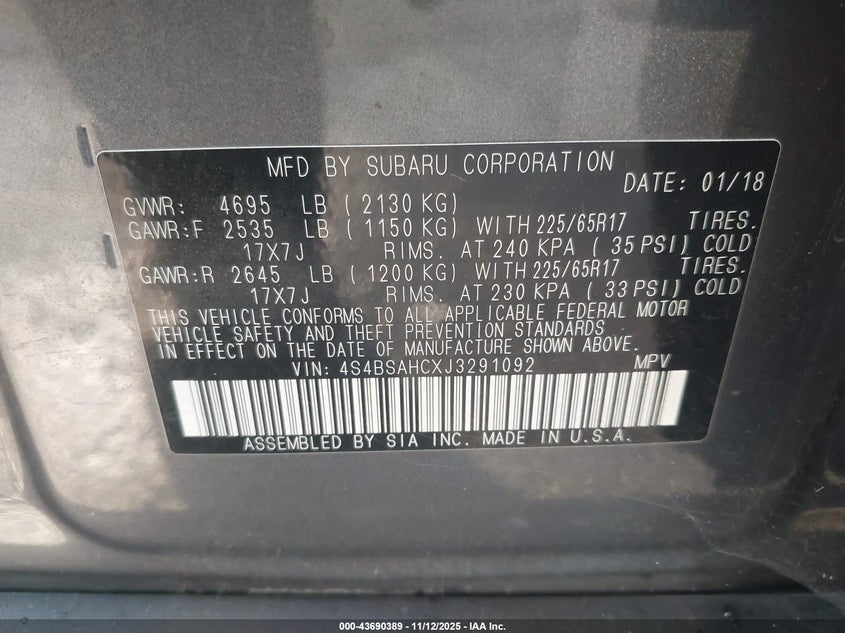 MFD BY SUBARU CORPORATION
DATE: 01/18
GVWR: 4695 LB ( 2130 KG)
GAWR:F 2535 LB ( 1150 KG) WITH 225/65R17 TIRES.
17X7J RIMS. AT 240 KPA ( 35 PSI) COLD
GAWR:R 2645 LB ( 1200 KG) WITH 225/65R17 TIRES.
17X7J RIMS. AT 230 KPA ( 33 PSI) COLD
THIS VEHICLE CONFORMS TO ALL APPLICABLE FEDERAL MOTOR
VEHICLE SAFETY AND THEFT PREVENTION STANDARDS
IN EFFECT ON THE DATE OF MANUFACTURE SHOWN ABOVE.
VIN: 4S4BSAHCXJ3291092 MPV
ASSEMBLED BY SIA INC. MADE IN U.S.A.
000-43690389 - 11/12/2025 - IAA Inc.